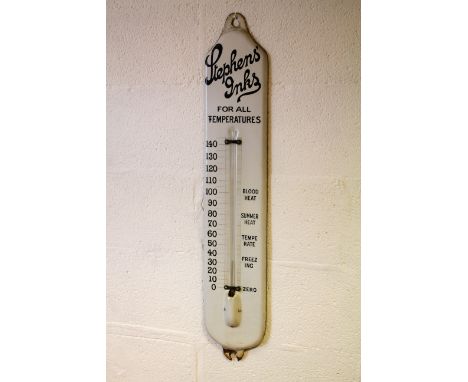 Stephens'
Inks
FOR ALL
TEMPERATURES
140
130
120
110
100
90
80
70
60
50
40
30
20
10
0
BLOOD
HEAT
SUMMER
HEAT
TEMPE
RATE
FREEZ
ING
ZERO